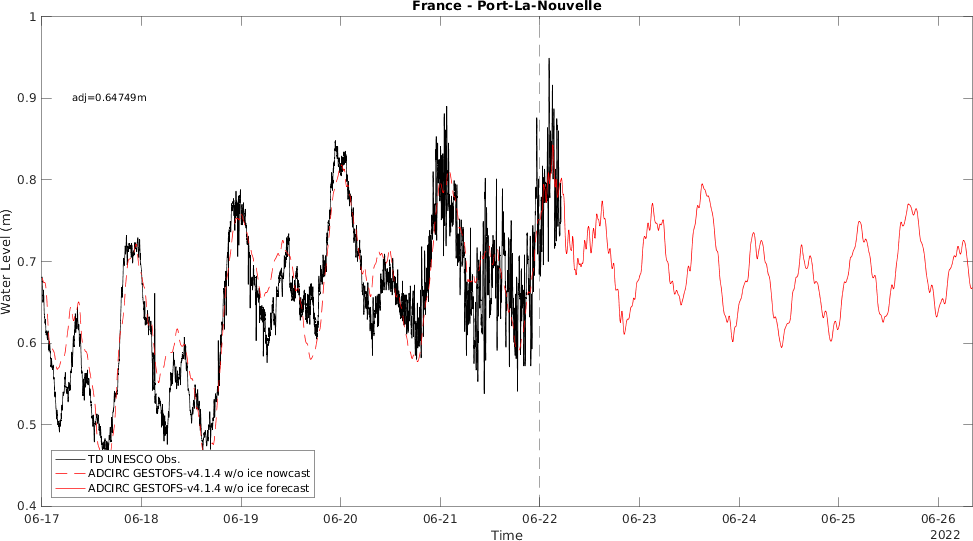 France - Port-La-Nouvelle
1
0.9
0.8
0.7
0.6
0.5
0.4
Water Level (m)
adj=0.64749m
TD UNESCO Obs.
ADCIRC GESTOFS-v4.1.4 w/o ice nowcast
ADCIRC GESTOFS-v4.1.4 w/o ice forecast
06-17 06-18 06-19 06-20 06-21 06-22 06-23 06-24 06-25 06-26
2022
Time